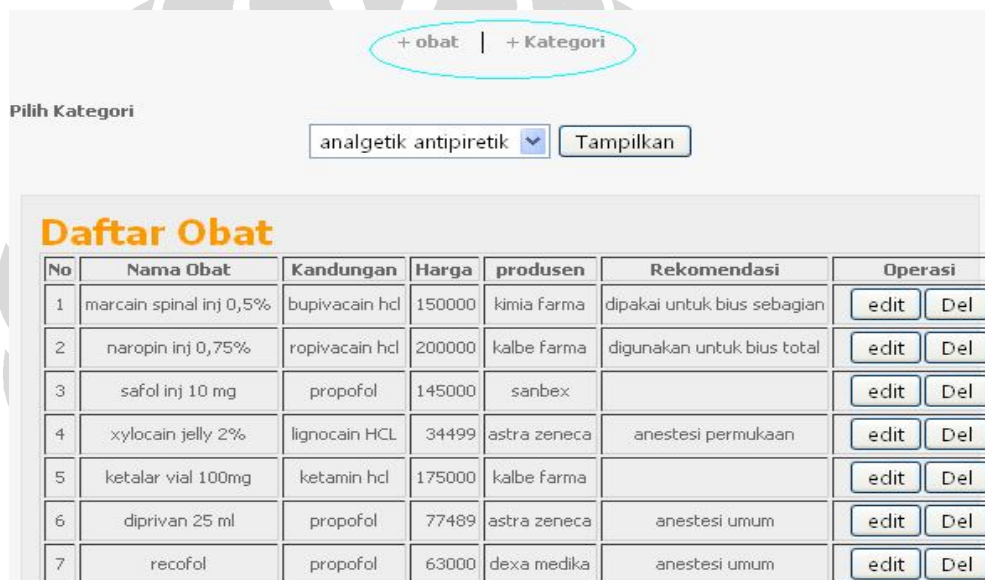 + obat | + Kategori
Pilih Kategori
analgetik antipiretik Tampilkan
Daftar Obat
No Nama Obat Kandungan Harga produsen Rekomendasi Operasi
1 marcain spinal inj 0,5% bupivacain hcl 150000 kimia farma dipakai untuk bius sebagian edit Del
2 naropin inj 0,75% ropivacain hcl 200000 kalbe farma digunakan untuk bius total edit Del
3 safol inj 10 mg propofol 145000 sanbex edit Del
4 xylocain jelly 2% lignocain HCL 34499 astra zeneca anestesi permukaan edit Del
5 ketalar vial 100mg ketamin hcl 175000 kalbe farma edit Del
6 diprivan 25 ml propofol 77489 astra zeneca anestesi umum edit Del
7 recofol propofol 63000 dexa medika anestesi umum edit Del